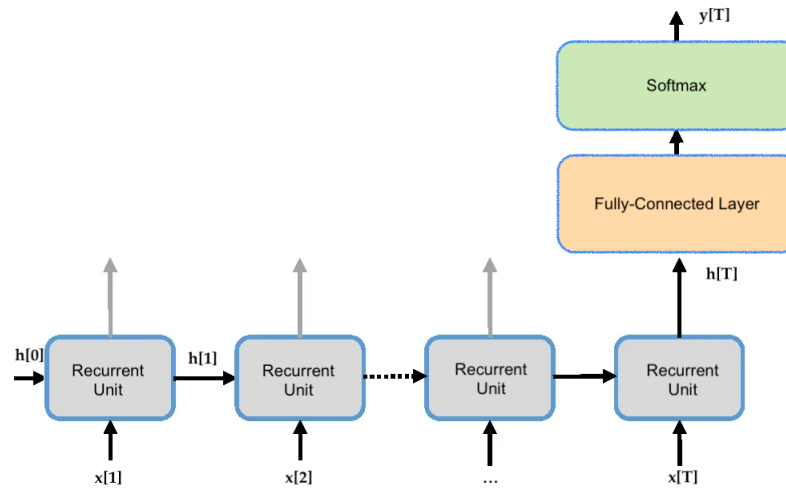 y[T]
Softmax
Fully-Connected Layer
h[T]
h[0]
Recurrent
Unit
h[1]
Recurrent
Unit
Recurrent
Unit
Recurrent
Unit
x[1]
x[2]
...
x[T]